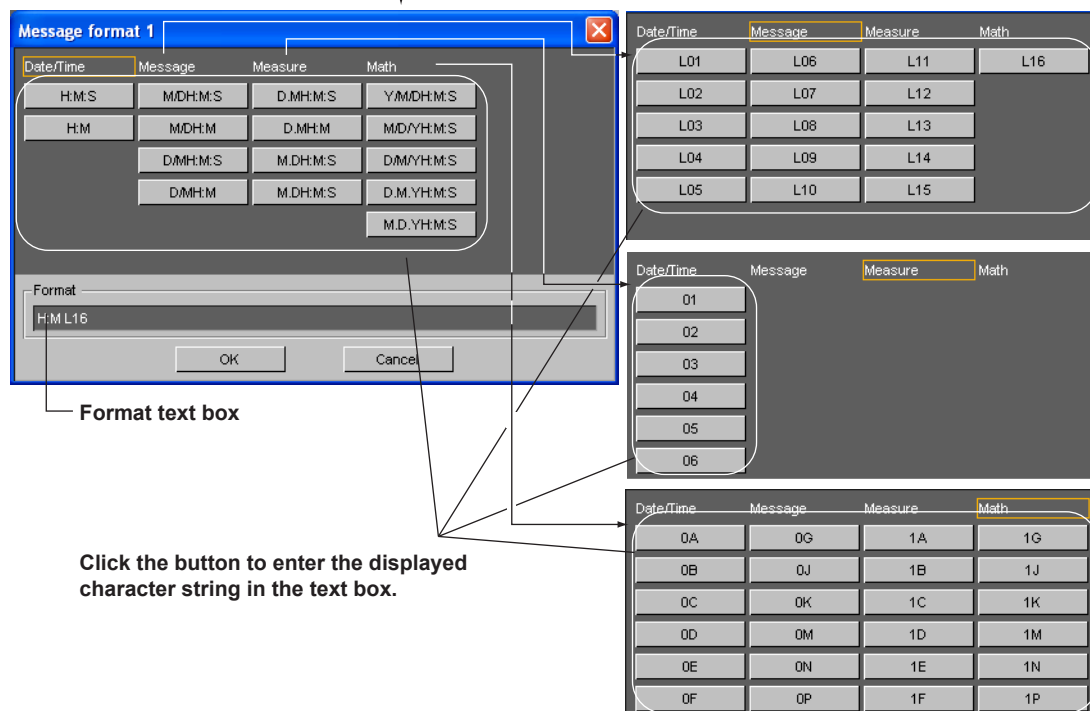 Message format 1
Date/Time Message Measure Math
H:M:S M/DH:M:S D.MH:M:S Y/M/DH:M:S
H:M M/DH:M D.MH:M M/D/YH:M:S
D/MH:M:S M.DH:M:S D/M/YH:M:S
D/MH:M M.DH:M:S D.M.YH:M:S
M.D.YH:M:S
Format
H:M L16
OK Cancel
Format text box
Click the button to enter the displayed
character string in the text box.
Date/Time Message Measure Math
L01 L06 L11 L16
L02 L07 L12
L03 L08 L13
L04 L09 L14
L05 L10 L15
Date/Time Message Measure Math
01
02
03
04
05
06
Date/Time Message Measure Math
0A 0G 1A 1G
0B 0J 1B 1J
0C 0K 1C 1K
0D 0M 1D 1M
0E 0N 1E 1N
0F 0P 1F 1P